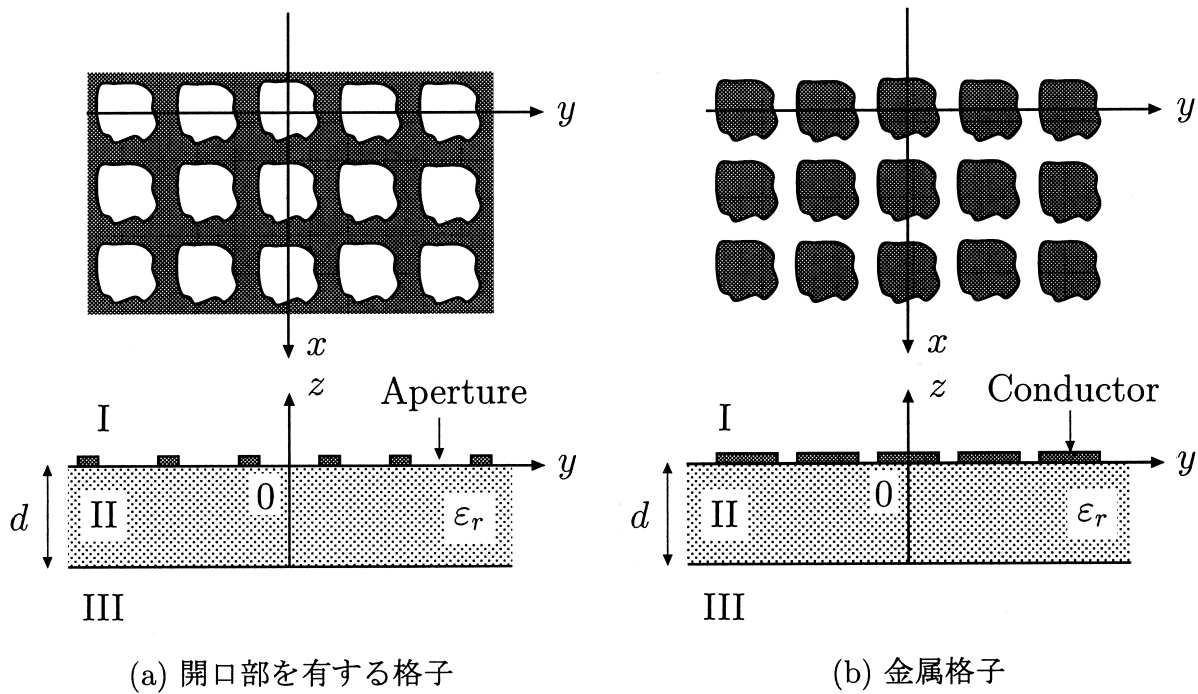 y
x
z
I
Aperture
y
0
d
II
εr
III
(a) 開口部を有する格子
y
x
z
I
Conductor
y
0
d
II
εr
III
(b) 金属格子